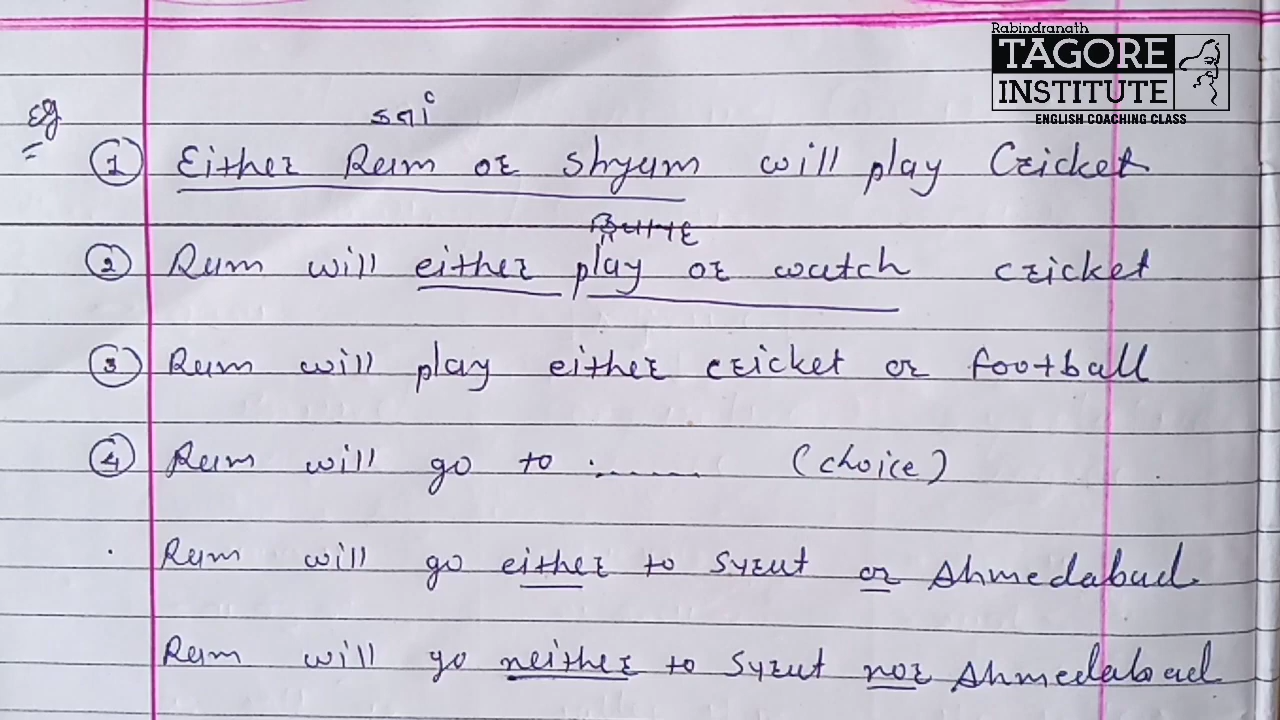 Rabindranath
TAGORE
INSTITUTE
ENGLISH COACHING CLASS
eg
① Either Ram or Shyam will play Cricket
② Ram will either play or watch cricket
③ Ram will play either cricket or football
④ Ram will go to ....... (choice)
Ram will go either to Surat or Ahmedabad.
Ram will go neither to Surat nor Ahmedabad